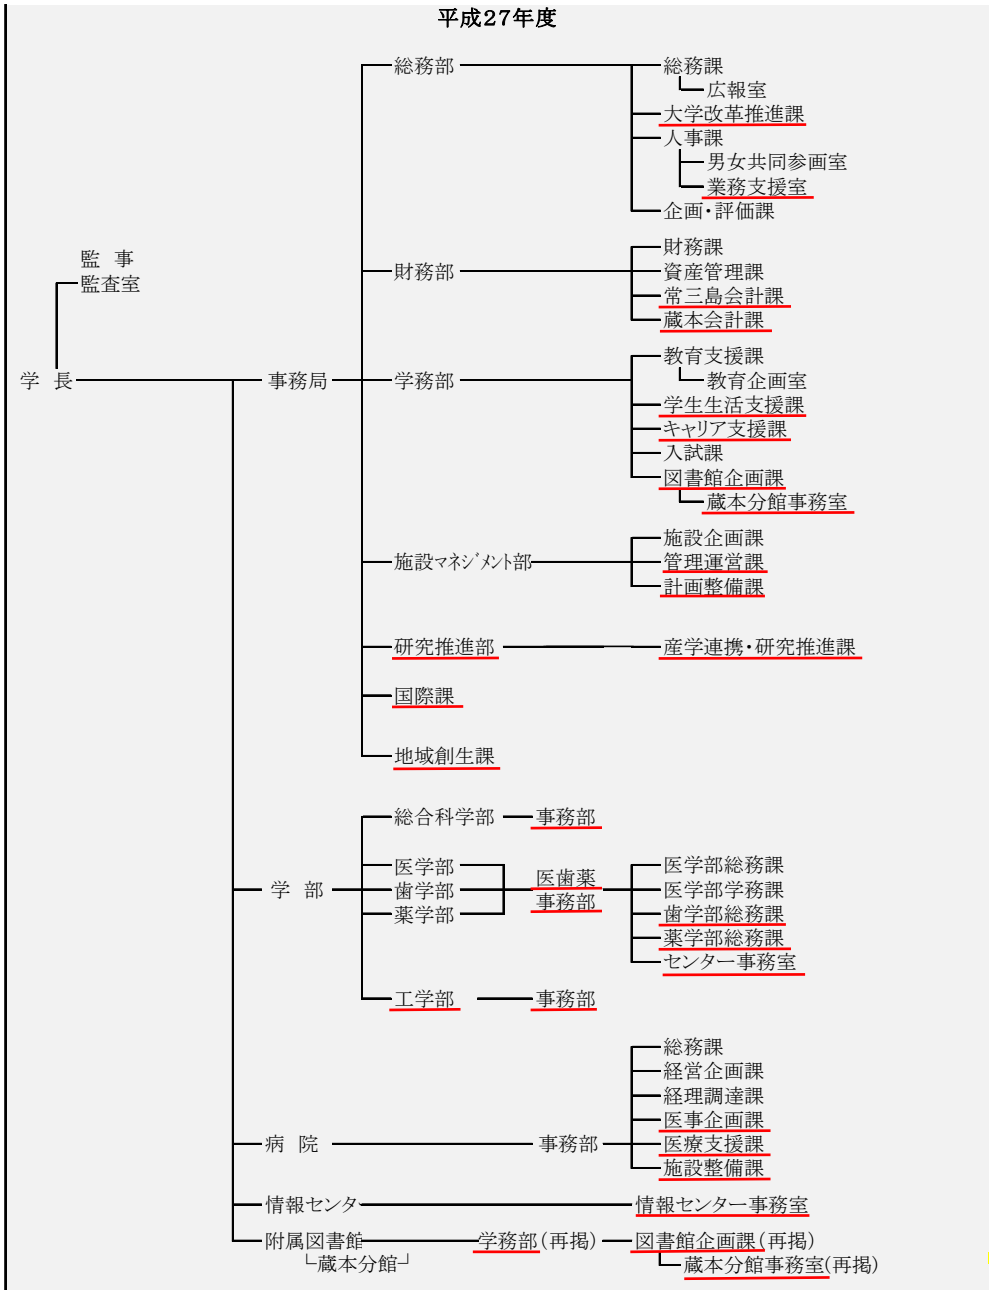 平成27年度
総務部 総務課
広報室
大学改革推進課
人事課
男女共同参画室
業務支援室
企画・評価課
財務課
監 事
財務部 資産管理課
監査室
常三島会計課
蔵本会計課
教育支援課
学 長 事務局 学務部 教育企画室
学生生活支援課
キャリア支援課
入試課
図書館企画課
蔵本分館事務室
施設企画課
施設マネジメント部 管理運営課
計画整備課
研究推進部 産学連携・研究推進課
国際課
地域創生課
総合科学部 事務部
医学部 医学部総務課
医歯薬
学 部 歯学部 医学部学務課
事務部
薬学部 歯学部総務課
薬学部総務課
センター事務室
工学部 事務部
総務課
経営企画課
経理調達課
医事企画課
病 院 事務部 医療支援課
施設整備課
情報センター 情報センター事務室
附属図書館 学務部(再掲) 図書館企画課(再掲)
└蔵本分館┘ 蔵本分館事務室(再掲)